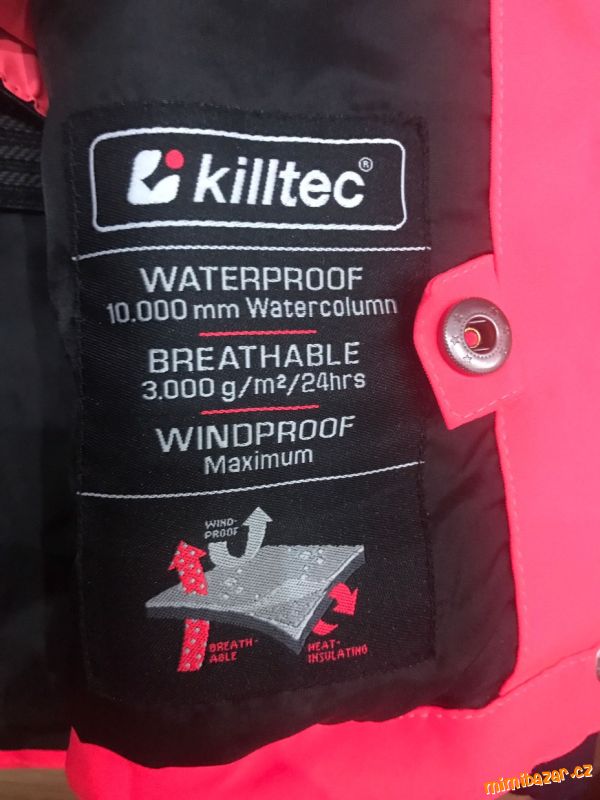 killtec®
WATERPROOF
10.000 mm Watercolumn
BREATHABLE
3.000 g/m²/24hrs
WINDPROOF
Maximum
WIND-
PROOF
BREATH-
ABLE
HEAT-
INSULATING
mimibazar.cz